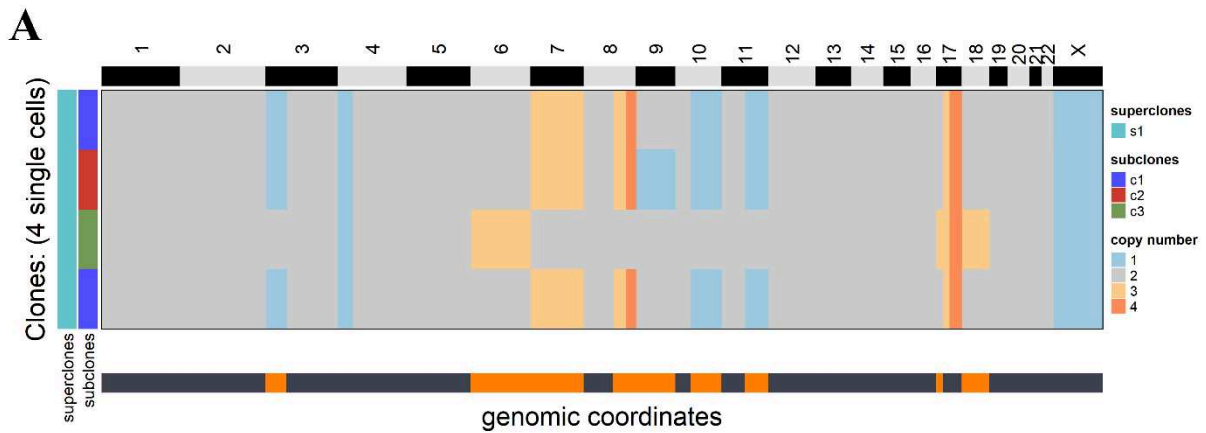 A
1 2 3 4 5 6 7 8 9 10 11 12 13 14 15 16 17 18 19 20 21 22 X
Clones: (4 single cells)
superclones
subclones
superclones
s1
subclones
c1
c2
c3
copy number
1
2
3
4
genomic coordinates